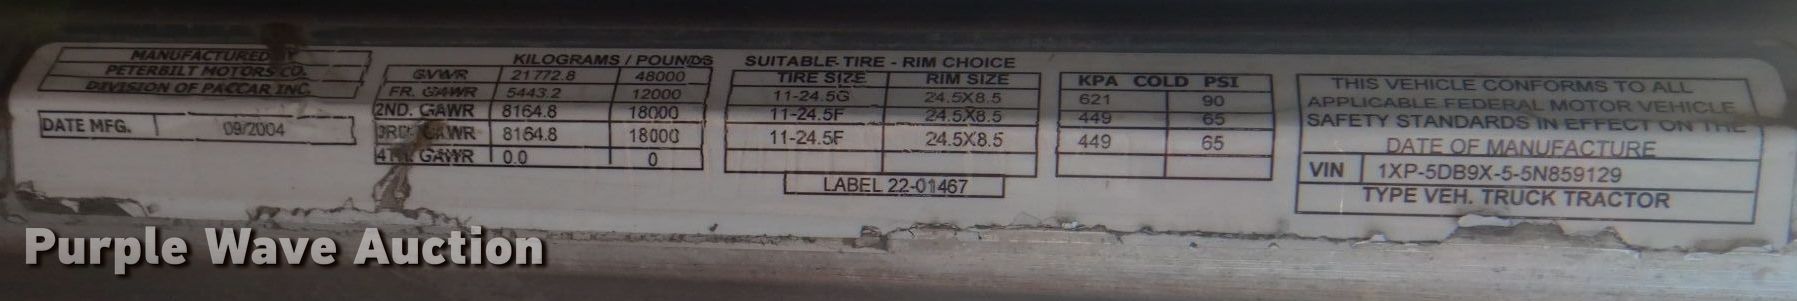 MANUFACTURED BY
PETERBILT MOTORS CO.
DIVISION OF PACCAR INC.
DATE MFG. 09/2004
KILOGRAMS / POUNDS
GVWR 21772.8 48000
FR. GAWR 5443.2 12000
2ND. GAWR 8164.8 18000
3RD. GAWR 8164.8 18000
4TH. GAWR 0.0 0
SUITABLE TIRE - RIM CHOICE
TIRE SIZE RIM SIZE
11-24.5G 24.5X8.5
11-24.5F 24.5X8.5
11-24.5F 24.5X8.5
LABEL 22-01467
KPA COLD PSI
621 90
449 65
449 65
THIS VEHICLE CONFORMS TO ALL
APPLICABLE FEDERAL MOTOR VEHICLE
SAFETY STANDARDS IN EFFECT ON THE
DATE OF MANUFACTURE
VIN 1XP-5DB9X-5-5N859129
TYPE VEH. TRUCK TRACTOR
Purple Wave Auction